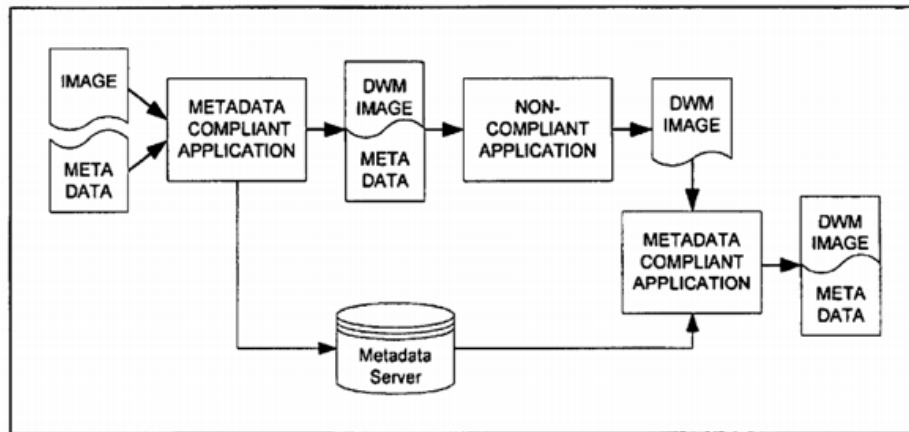 IMAGE
META
DATA
METADATA
COMPLIANT
APPLICATION
DWM
IMAGE
META
DATA
NON-
COMPLIANT
APPLICATION
DWM
IMAGE
METADATA
COMPLIANT
APPLICATION
DWM
IMAGE
META
DATA
Metadata
Server